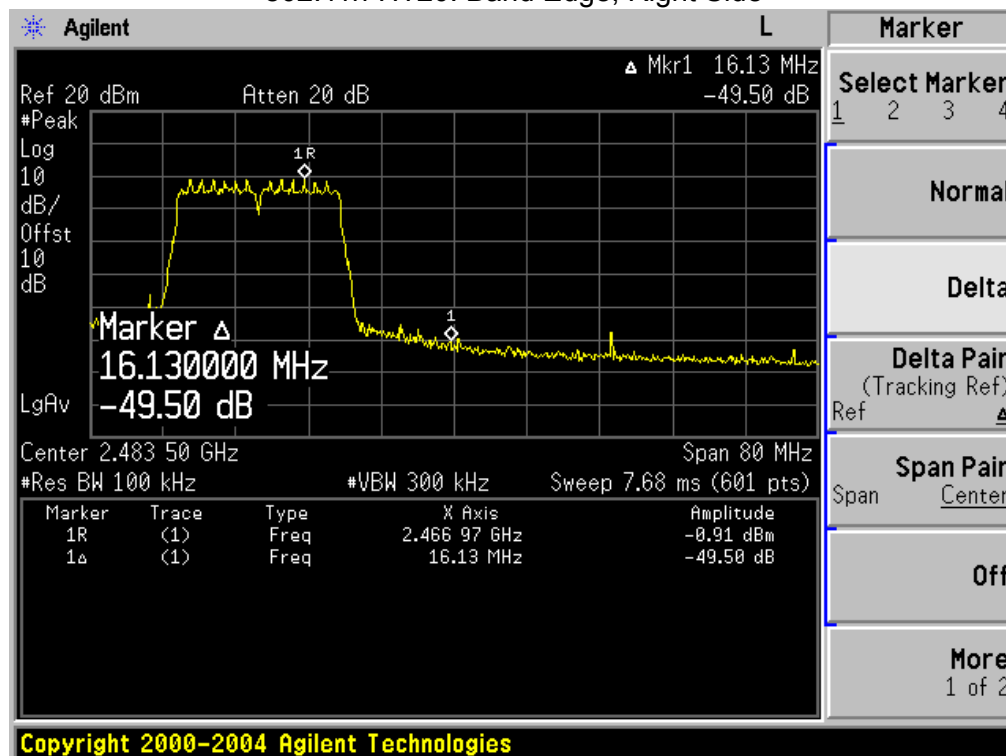 Agilent L Marker
▵ Mkr1 16.13 MHz
Ref 20 dBm Atten 20 dB -49.50 dB
#Peak
Log
10
dB/
Offst
10
dB
1R
1
Marker ▵
16.130000 MHz
-49.50 dB
LgAv
Center 2.483 50 GHz Span 80 MHz
#Res BW 100 kHz #VBW 300 kHz Sweep 7.68 ms (601 pts)
Marker Trace Type X Axis Amplitude
1R (1) Freq 2.466 97 GHz -0.91 dBm
1▵ (1) Freq 16.13 MHz -49.50 dB
Select Marker
1 2 3 4
Normal
Delta
Delta Pair
(Tracking Ref)
Ref ▵
Span Pair
Span Center
Off
More
1 of 2
Copyright 2000-2004 Agilent Technologies